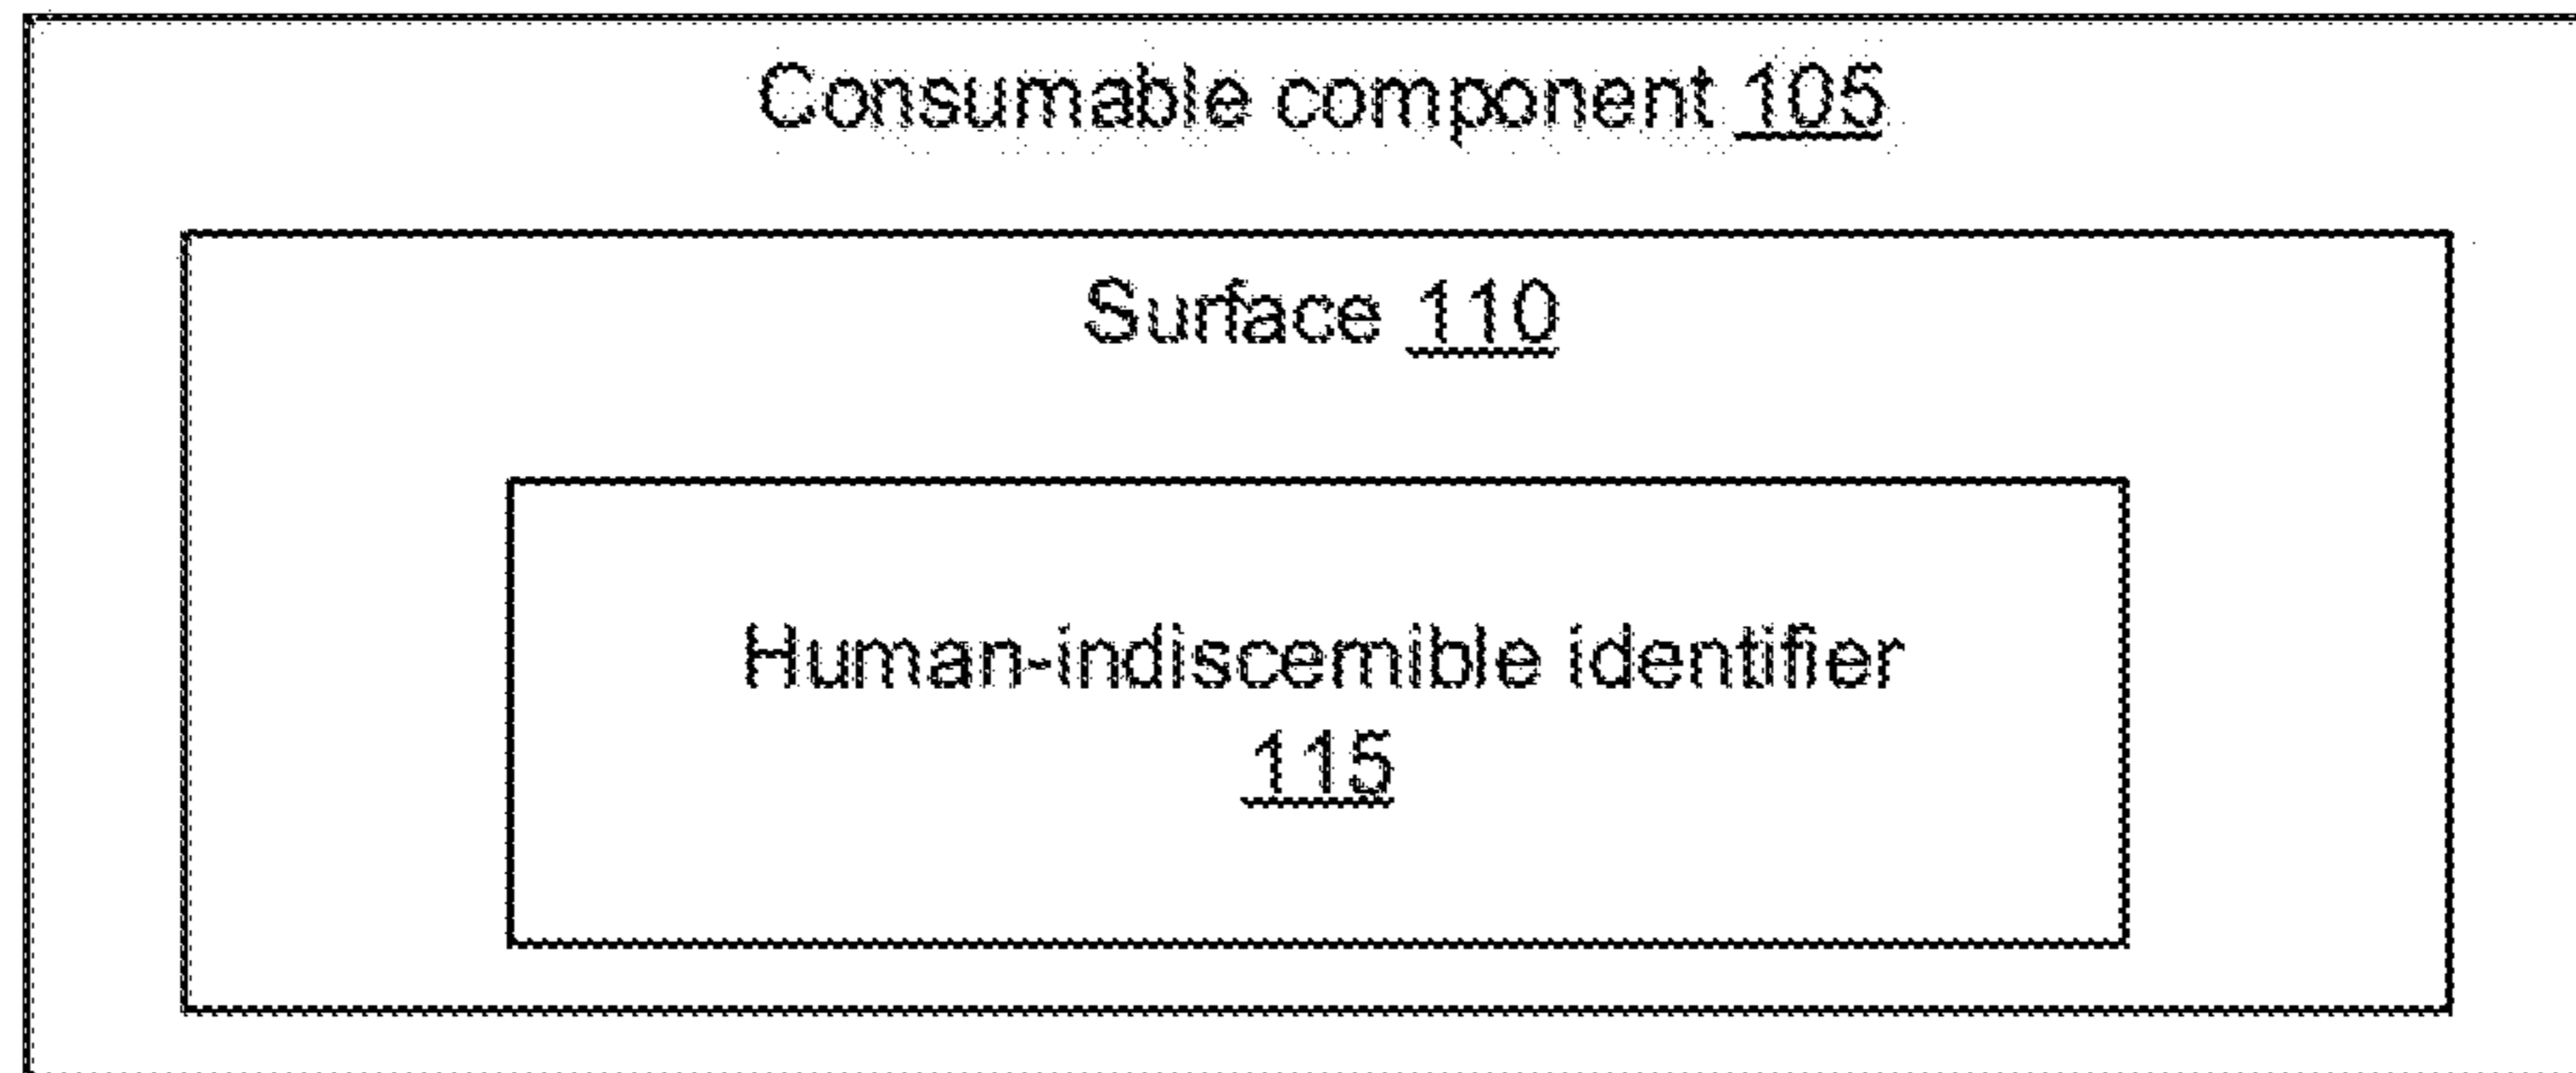 Consumable component 105
Surface 110
Human-indiscernible identifier
115